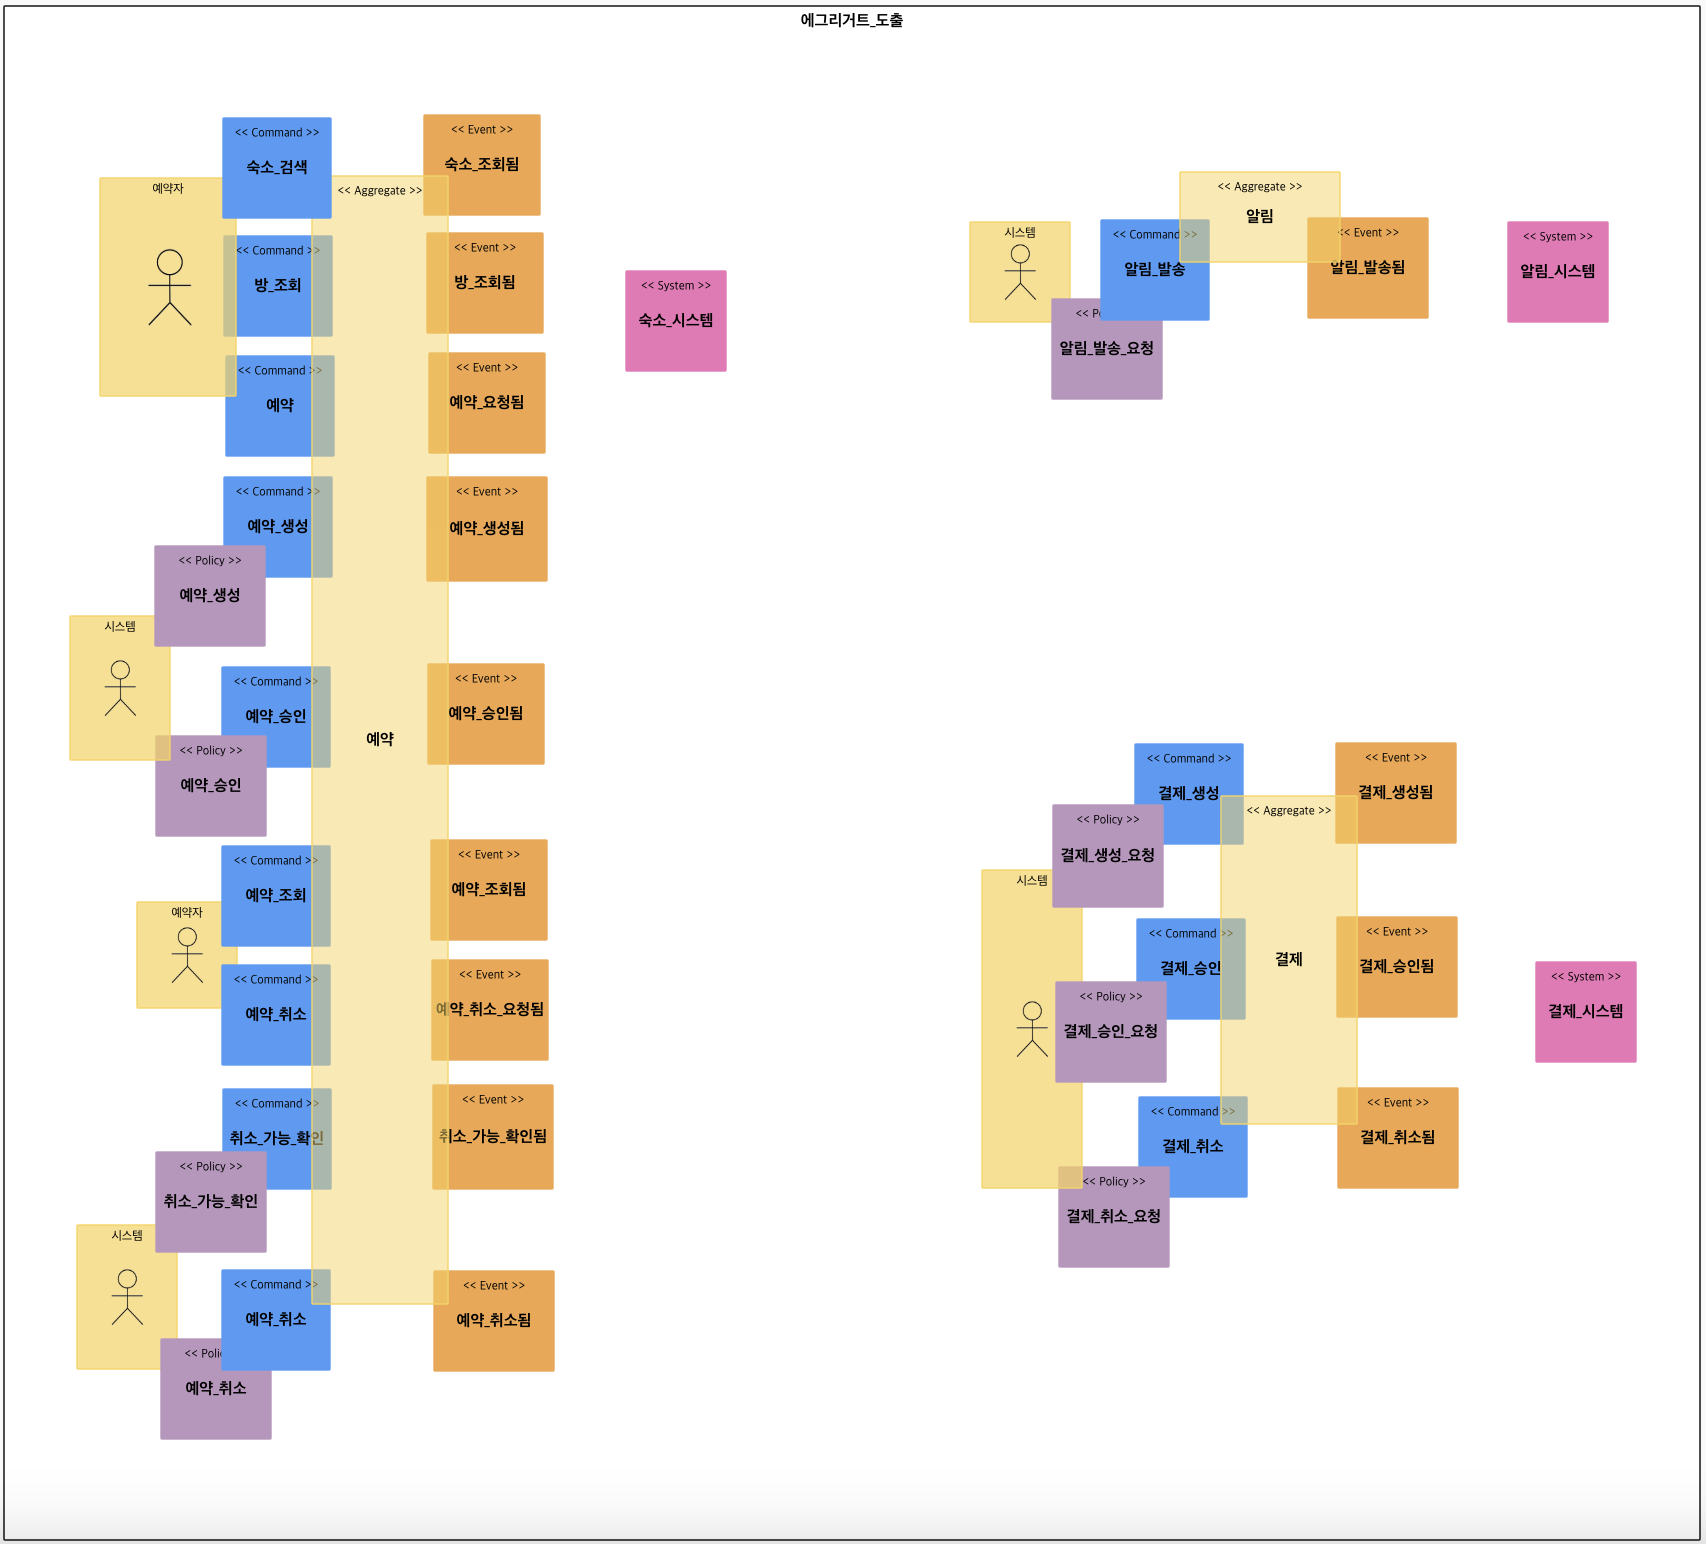 에그리거트_도출
예약자
<< Command >>
숙소_검색
<< Command >>
방_조회
<< Command >>
예약
<< Command >>
예약_생성
<< Policy >>
예약_생성
시스템
<< Command >>
예약_승인
<< Policy >>
예약_승인
<< Command >>
예약_조회
예약자
<< Command >>
예약_취소
<< Command >>
취소_가능_확인
<< Policy >>
취소_가능_확인
시스템
<< Command >>
예약_취소
<< Poli
예약_취소
<< Aggregate >>
예약
<< Event >>
숙소_조회됨
<< Event >>
방_조회됨
<< Event >>
예약_요청됨
<< Event >>
예약_생성됨
<< Event >>
예약_승인됨
<< Event >>
예약_조회됨
<< Event >>
예약_취소_요청됨
<< Event >>
취소_가능_확인됨
<< Event >>
예약_취소됨
<< System >>
숙소_시스템
시스템
<< Command >>
알림_발송
<< Po
알림_발송_요청
<< Aggregate >>
알림
<< Event >>
알림_발송됨
<< System >>
알림_시스템
<< Command >>
결제_생성
<< Policy >>
결제_생성_요청
시스템
<< Command >>
결제_승인
<< Policy >>
결제_승인_요청
<< Command >>
결제_취소
<< Policy >>
결제_취소_요청
<< Aggregate >>
결제
<< Event >>
결제_생성됨
<< Event >>
결제_승인됨
<< Event >>
결제_취소됨
<< System >>
결제_시스템